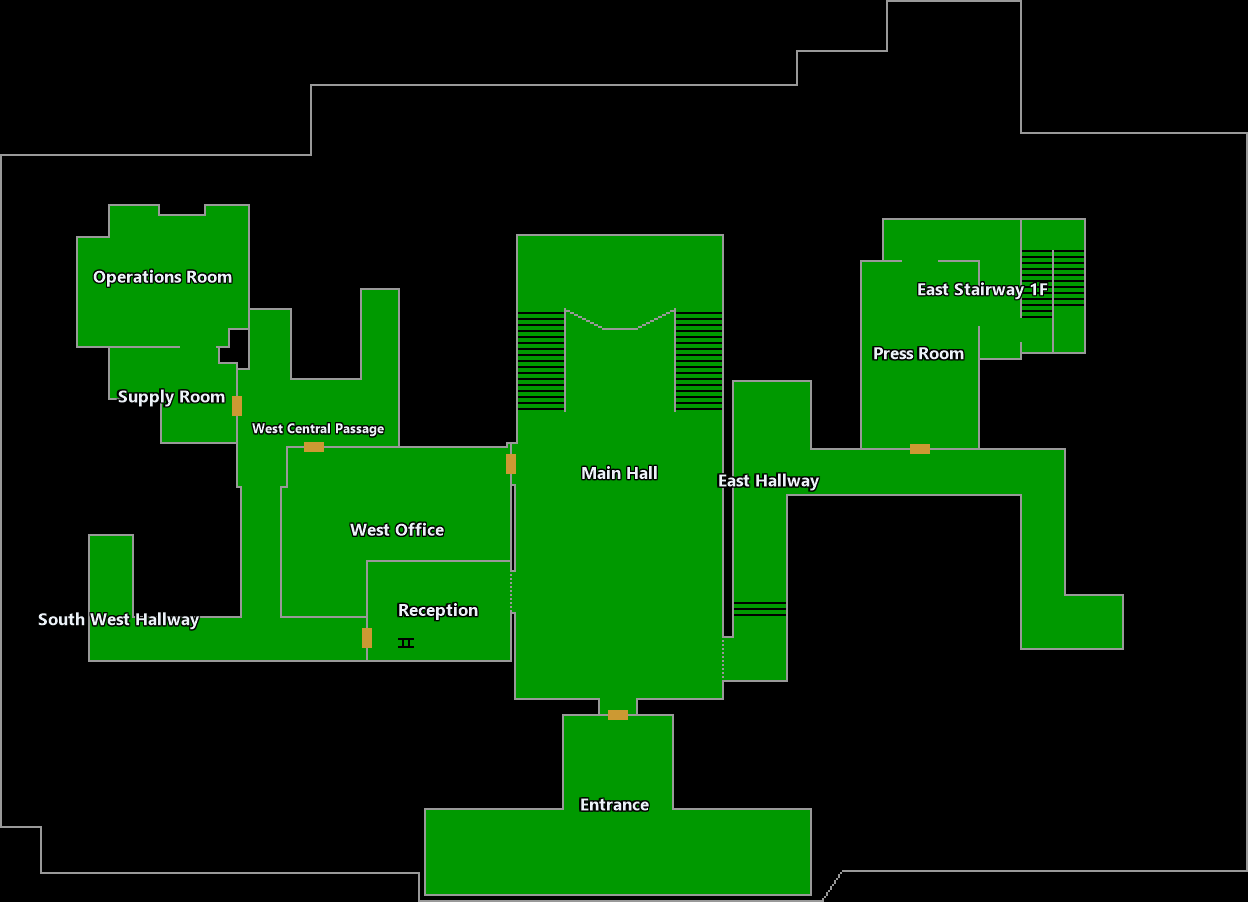 Operations Room
East Stairway 1F
Press Room
Supply Room
West Central Passage
Main Hall
East Hallway
West Office
Reception
South West Hallway
Entrance